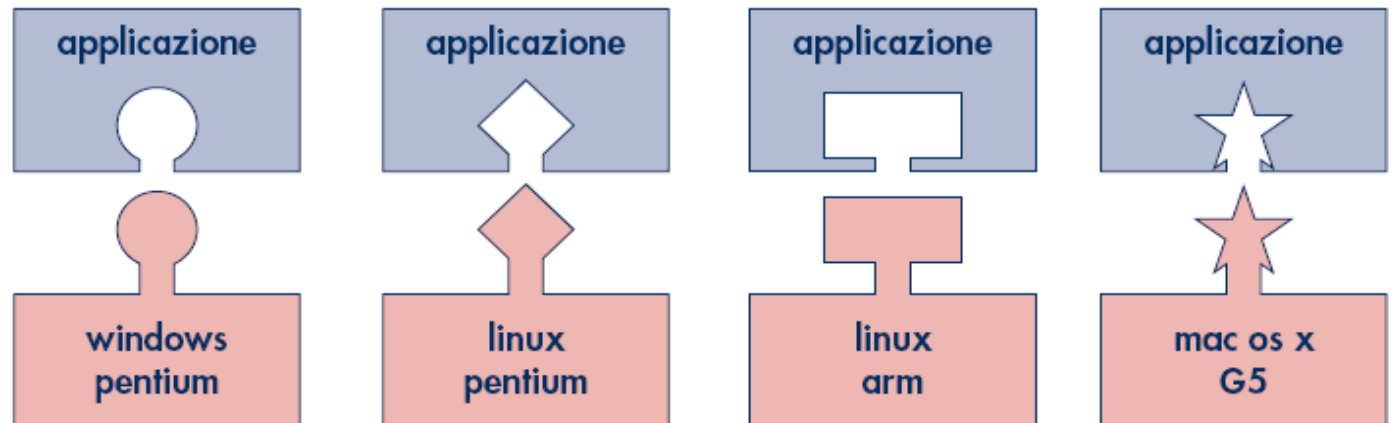 applicazione
applicazione
applicazione
applicazione
windows
pentium
linux
pentium
linux
arm
mac os x
G5